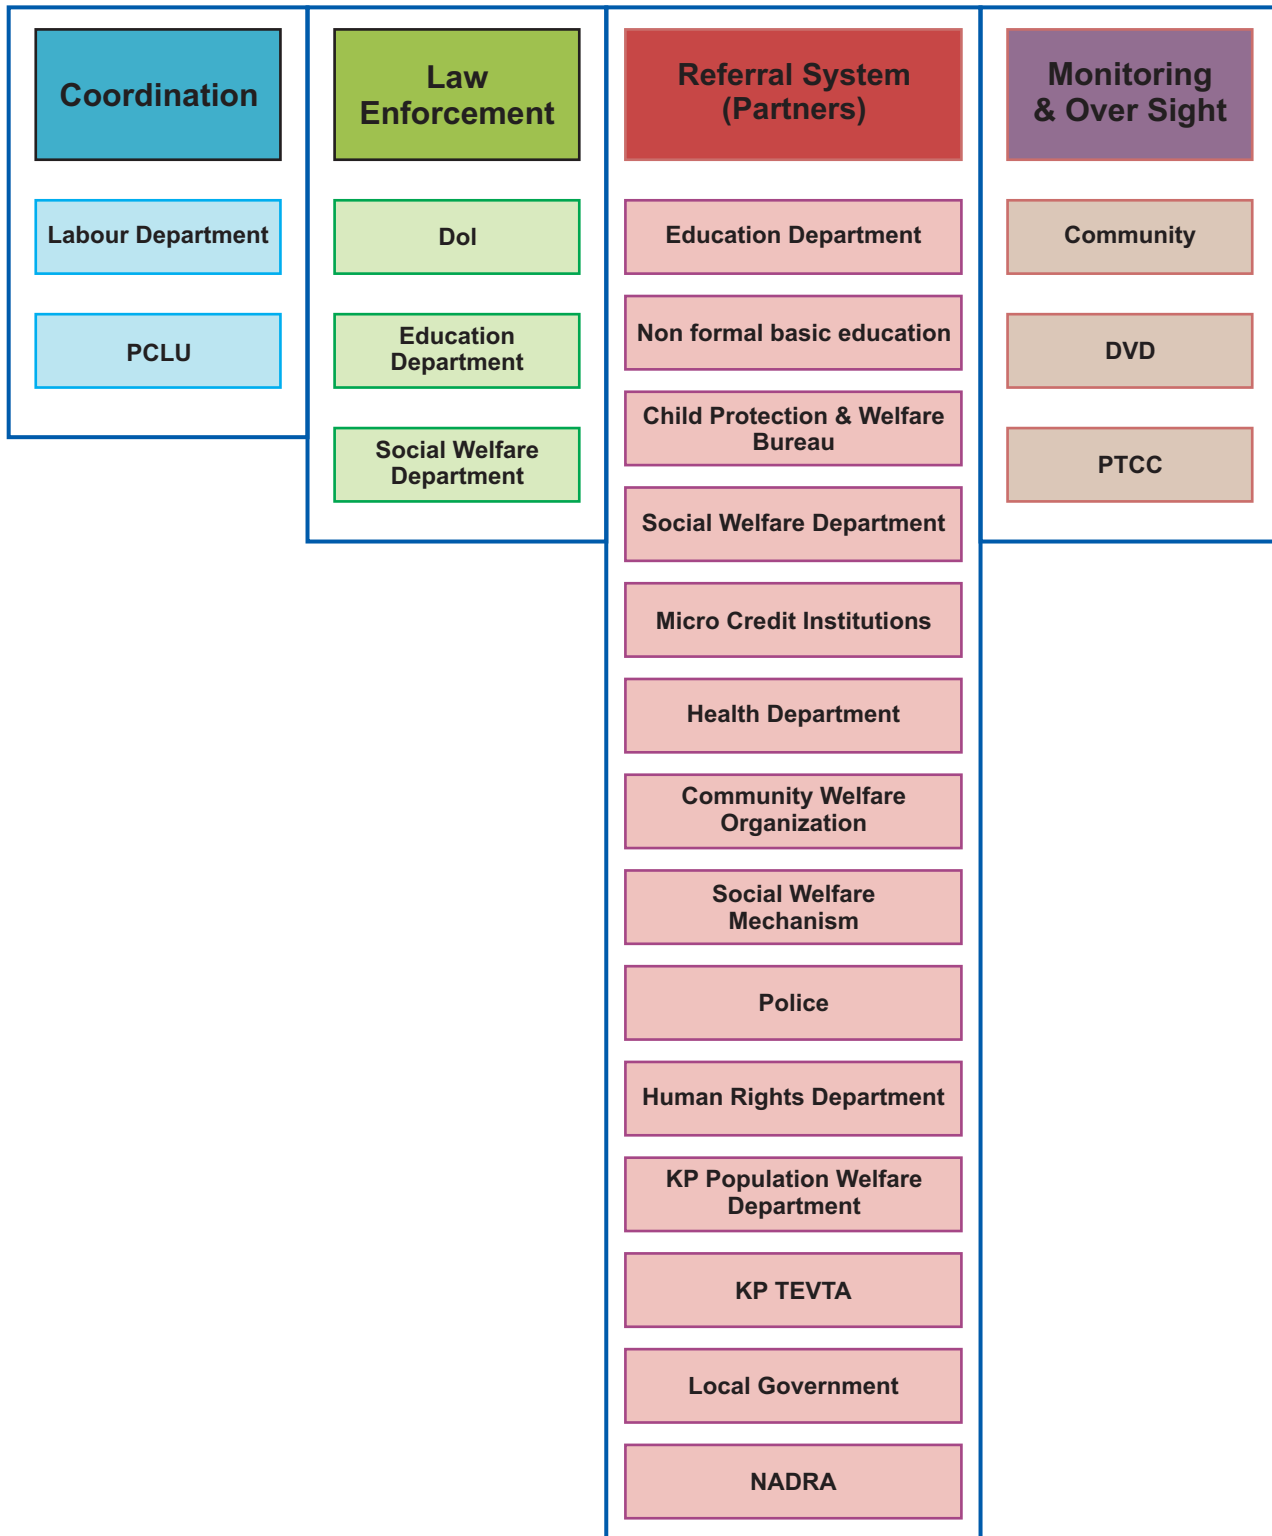 Coordination
Labour Department
PCLU
Law
Enforcement
DoI
Education
Department
Social Welfare
Department
Referral System
(Partners)
Education Department
Non formal basic education
Child Protection & Welfare
Bureau
Social Welfare Department
Micro Credit Institutions
Health Department
Community Welfare
Organization
Social Welfare
Mechanism
Police
Human Rights Department
KP Population Welfare
Department
KP TEVTA
Local Government
NADRA
Monitoring
& Over Sight
Community
DVD
PTCC